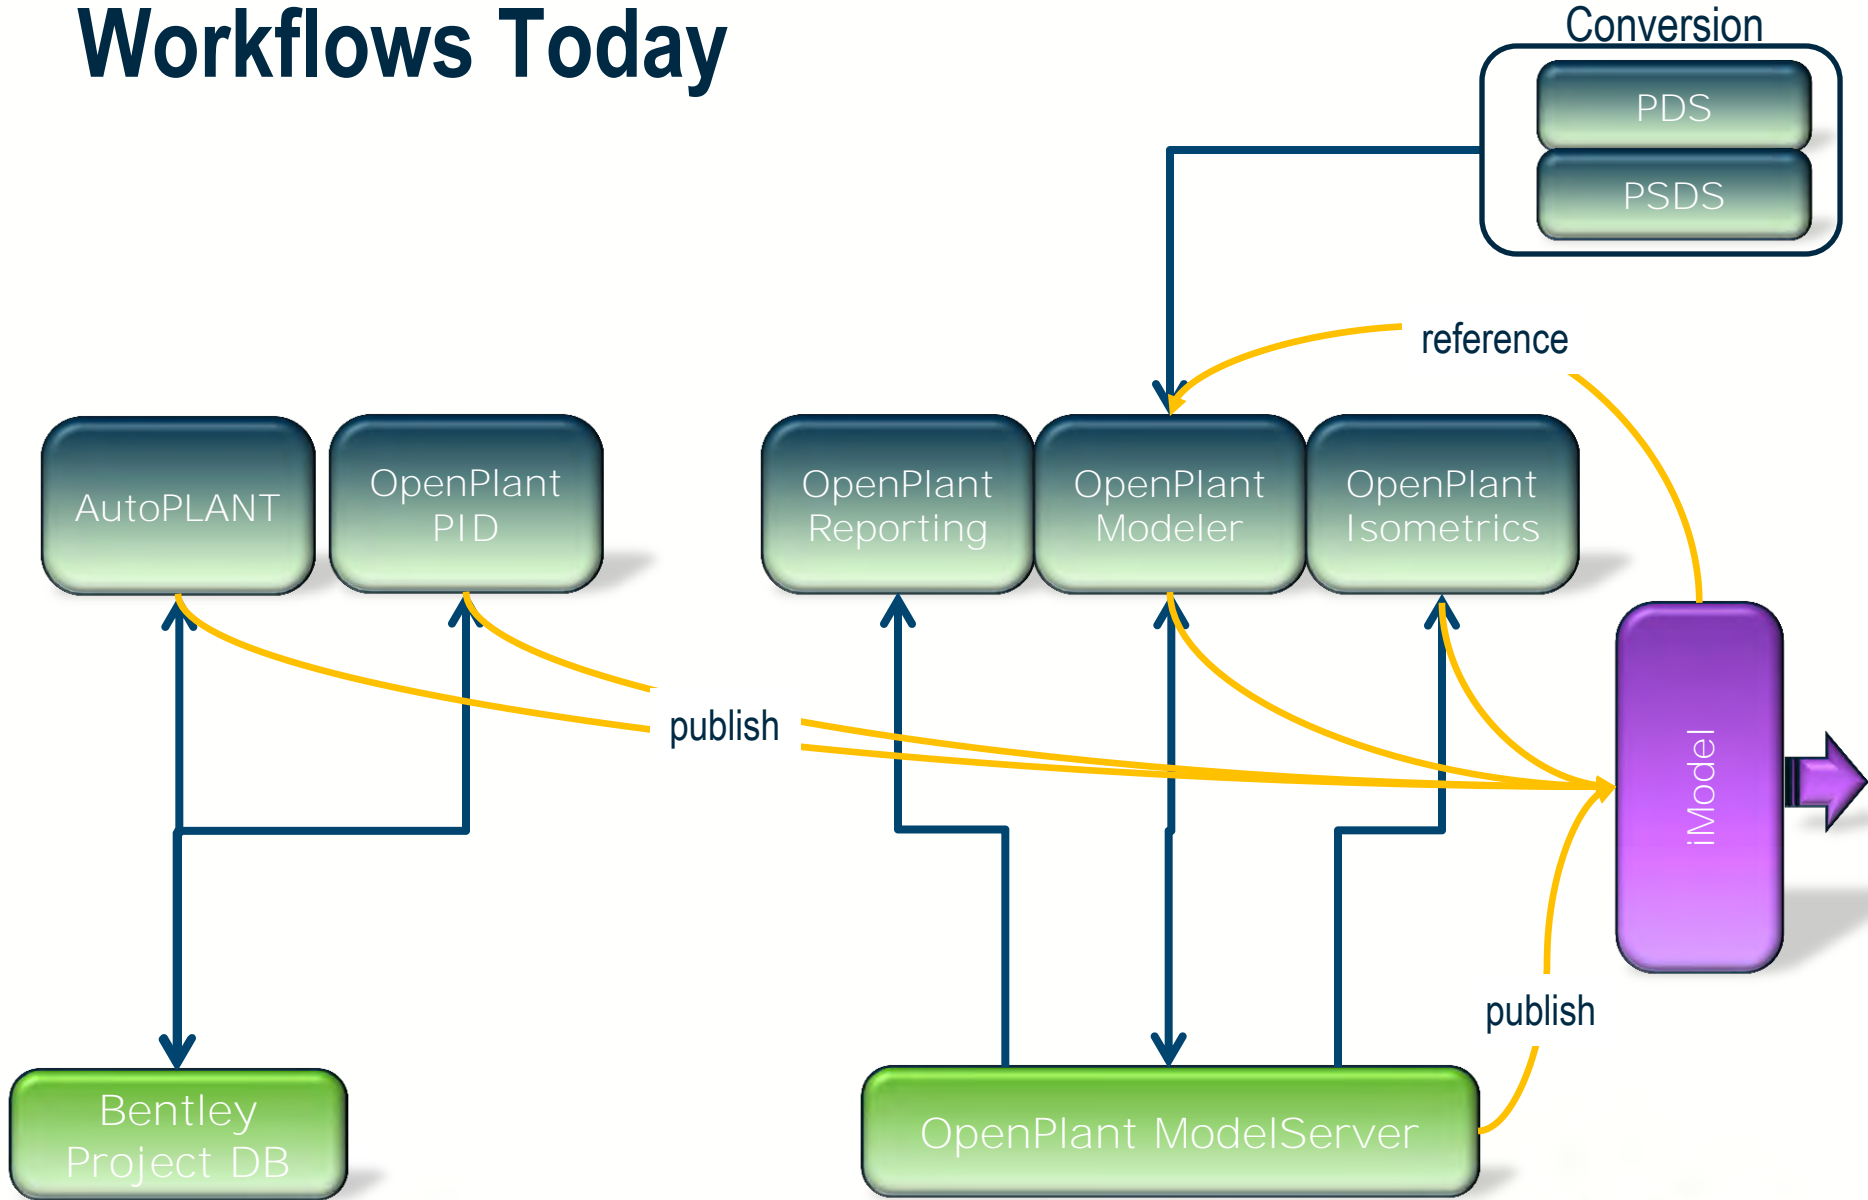 Workflows Today
Conversion
PDS
PSDS
reference
AutoPLANT
OpenPlant
PID
OpenPlant
Reporting
OpenPlant
Modeler
OpenPlant
Isometrics
publish
iModel
publish
Bentley
Project DB
OpenPlant ModelServer